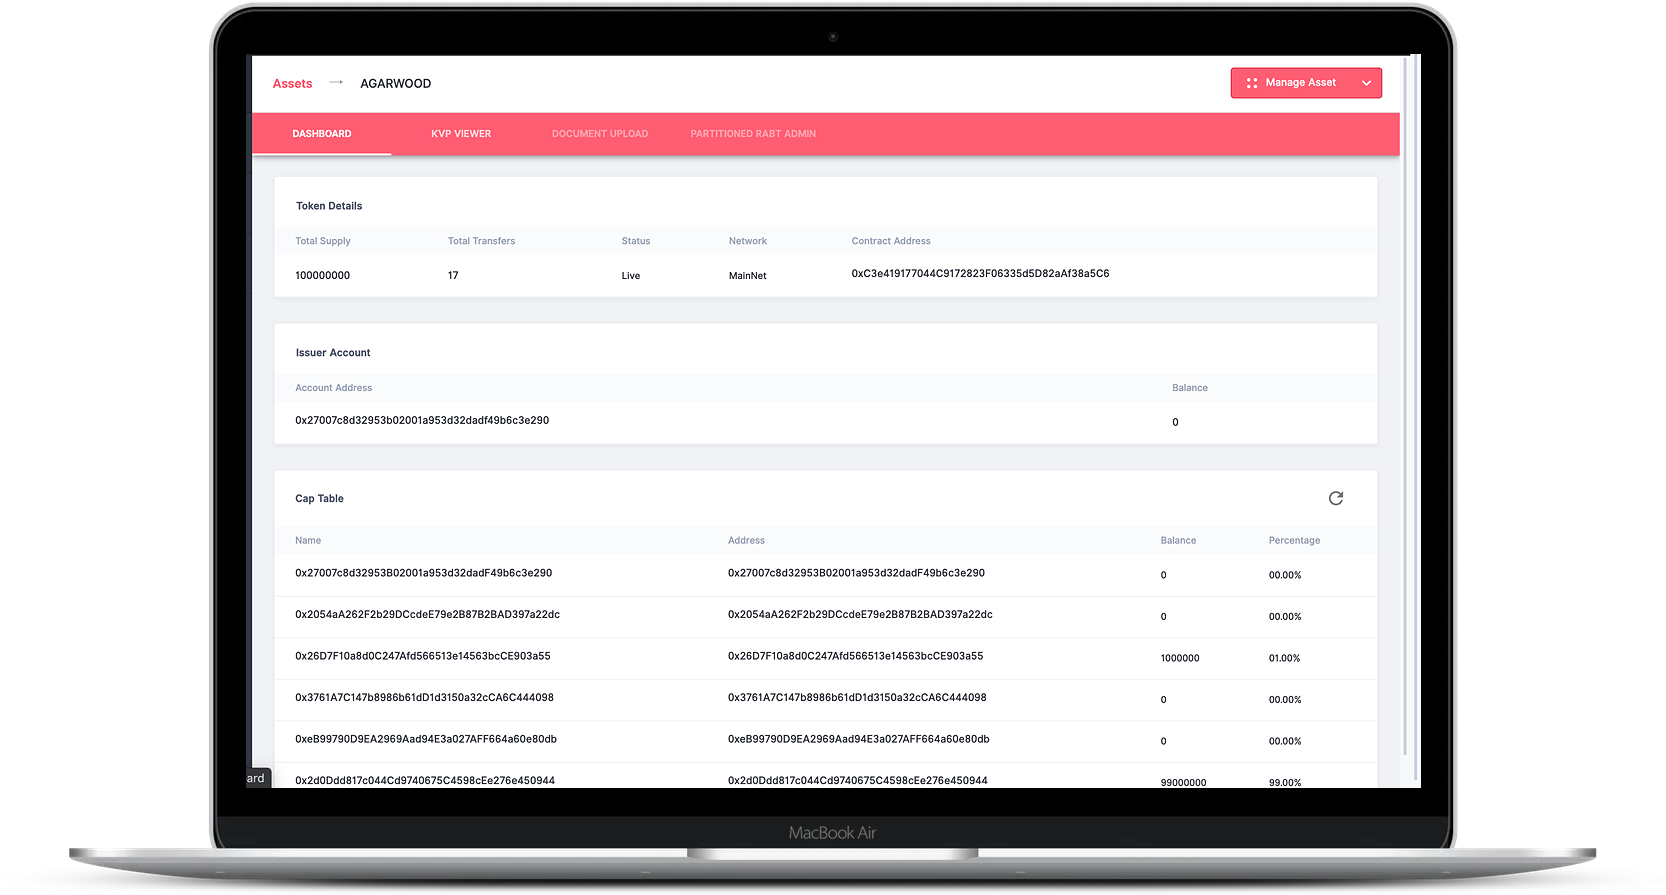 Assets → AGARWOOD Manage Asset
DASHBOARD KVP VIEWER DOCUMENT UPLOAD PARTITIONED RABT ADMIN
Token Details
Total Supply Total Transfers Status Network Contract Address
100000000 17 Live MainNet 0xC3e419177044C9172823F06335d5D82aAf38a5C6
Issuer Account
Account Address Balance
0x27007c8d32953b02001a953d32dadf49b6c3e290 0
Cap Table
Name Address Balance Percentage
0x27007c8d32953B02001a953d32dadF49b6c3e290 0x27007c8d32953B02001a953d32dadF49b6c3e290 0 00.00%
0x2054aA262F2b29DCcdeE79e2B87B2BAD397a22dc 0x2054aA262F2b29DCcdeE79e2B87B2BAD397a22dc 0 00.00%
0x26D7F10a8d0C247Afd566513e14563bcCE903a55 0x26D7F10a8d0C247Afd566513e14563bcCE903a55 1000000 01.00%
0x3761A7C147b8986b61dD1d3150a32cCA6C444098 0x3761A7C147b8986b61dD1d3150a32cCA6C444098 0 00.00%
0xeB99790D9EA2969Aad94E3a027AFF664a60e80db 0xeB99790D9EA2969Aad94E3a027AFF664a60e80db 0 00.00%
ard 0x2d0Ddd817c044Cd9740675C4598cEe276e450944 0x2d0Ddd817c044Cd9740675C4598cEe276e450944 99000000 99.00%
MacBook Air